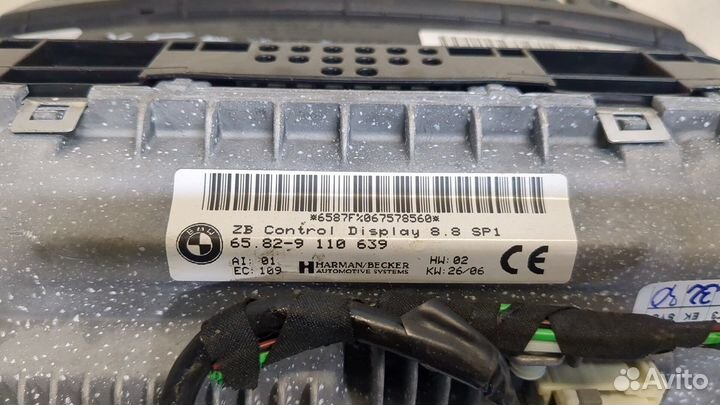 *6587F%067578560*
BMW
ZB Control Display 8.8 SP1
65.82-9 110 639
AI: 01
EC: 109
HARMAN/BECKER
AUTOMOTIVE SYSTEMS
HW: 02
KW: 26/06
CE
Avito